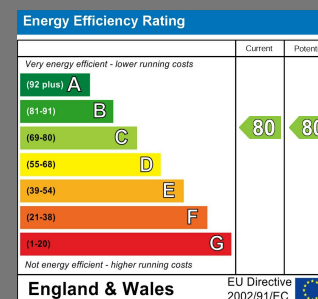 Energy Efficiency Rating
Current Potenti
Very energy efficient - lower running costs
(92 plus) A
(81-91) B
(69-80) C
80 80
(55-68) D
(39-54) E
(21-38) F
(1-20) G
Not energy efficient - higher running costs
England & Wales
EU Directive
2002/91/EC